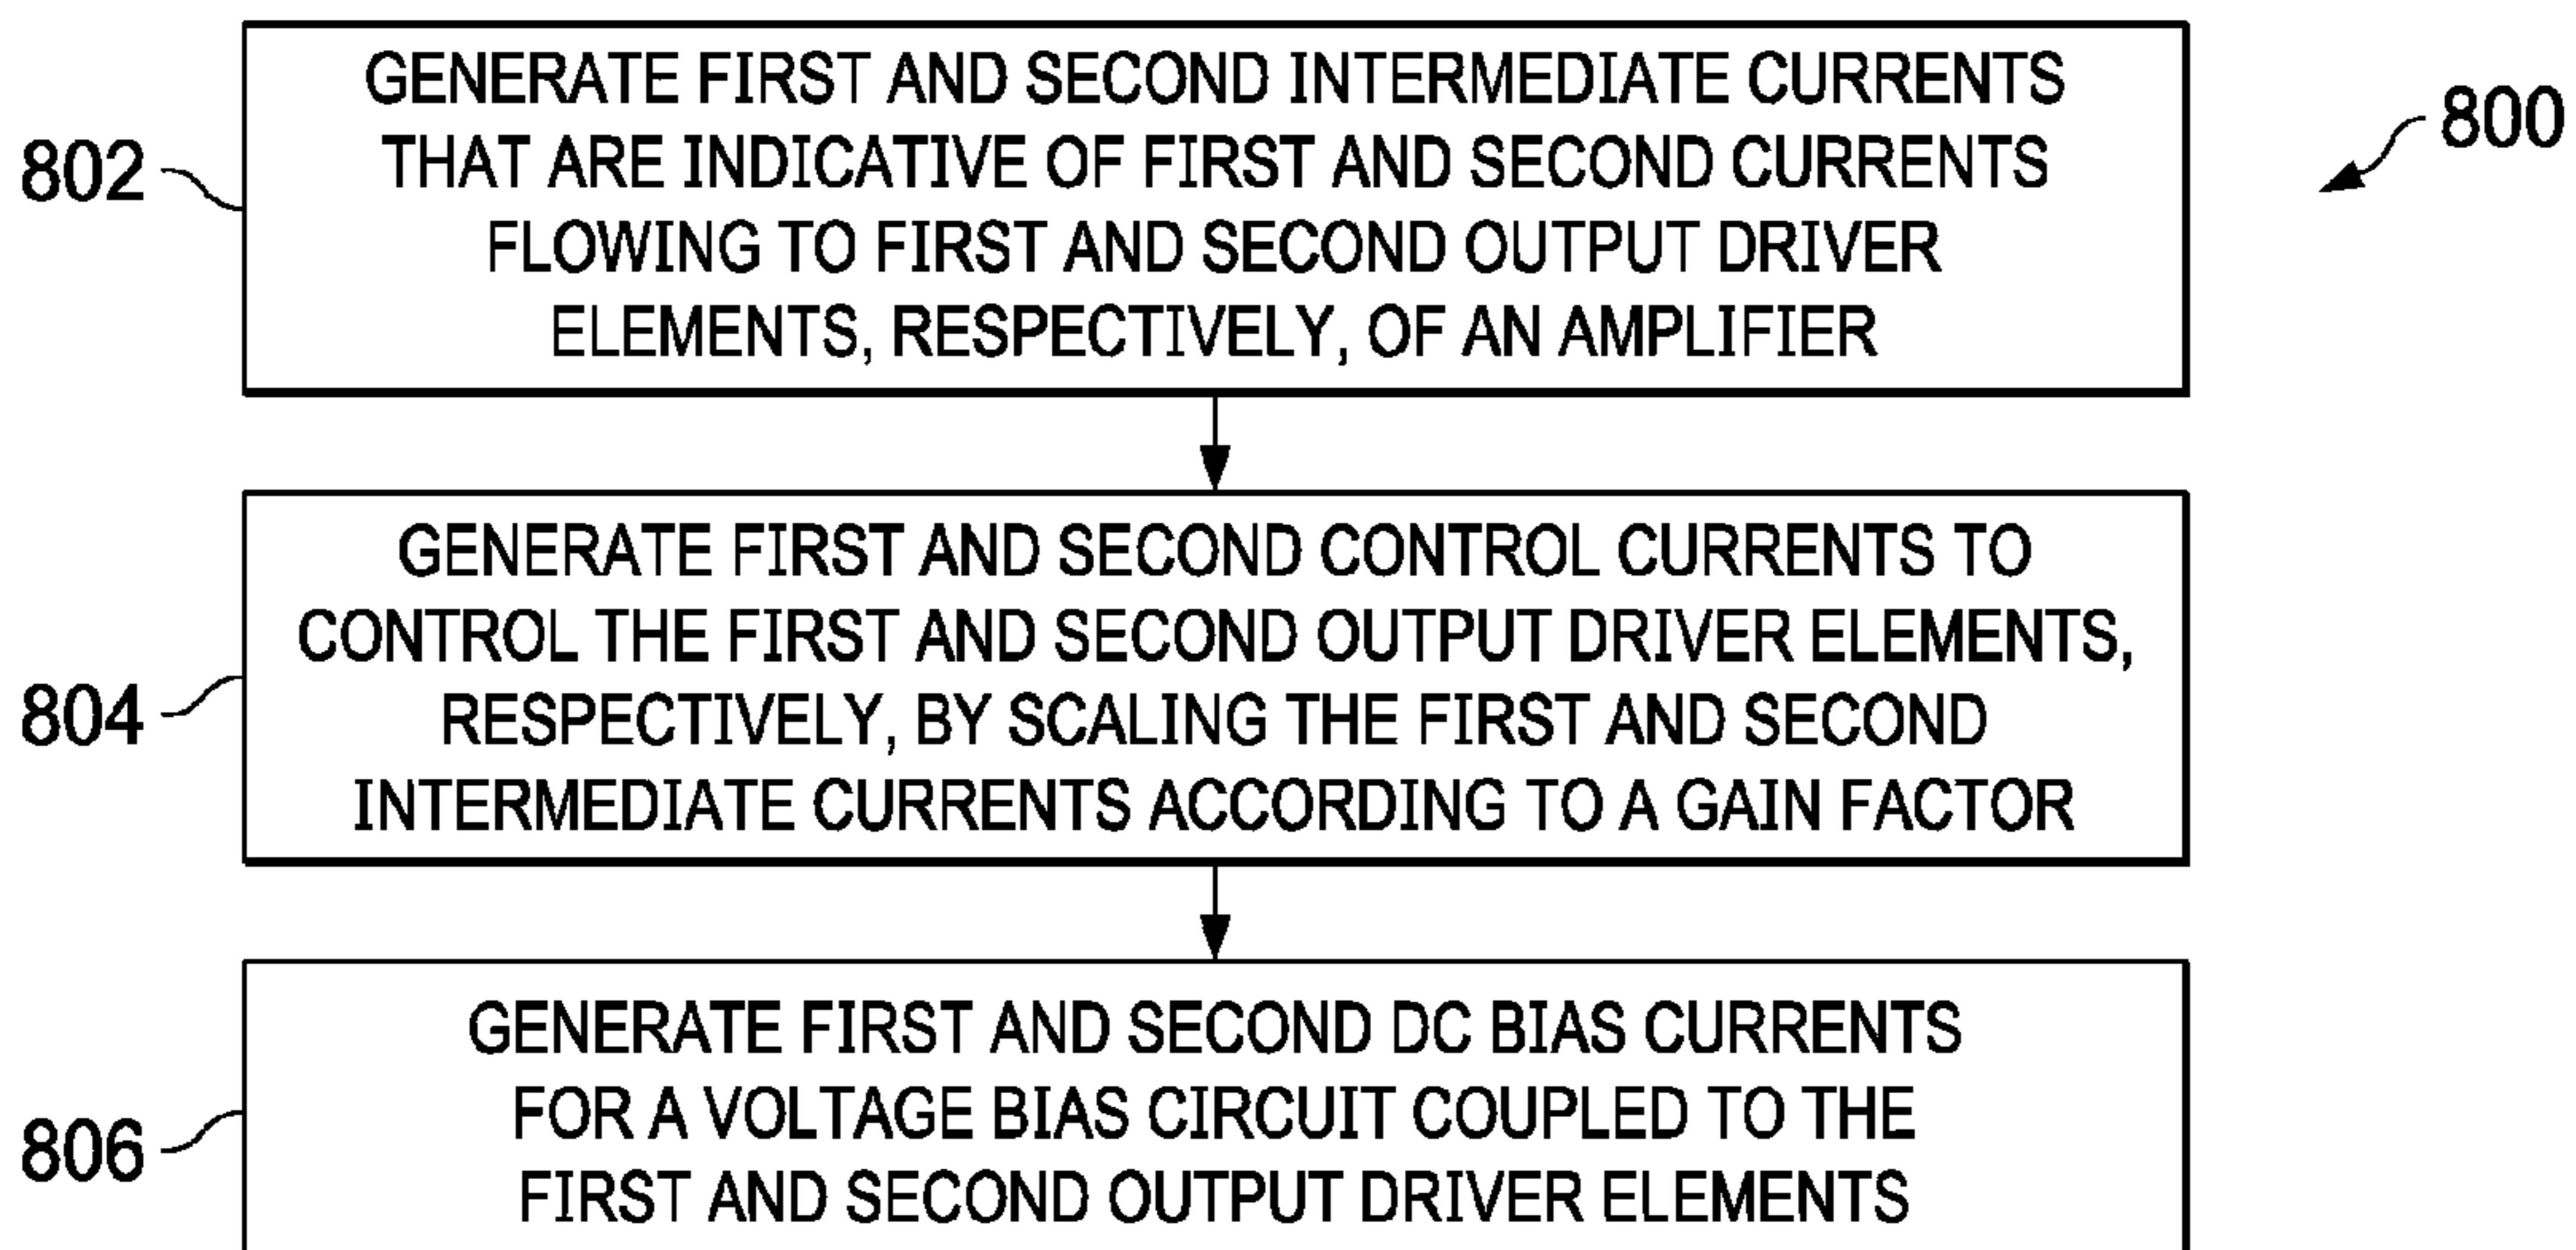 GENERATE FIRST AND SECOND INTERMEDIATE CURRENTS
THAT ARE INDICATIVE OF FIRST AND SECOND CURRENTS
FLOWING TO FIRST AND SECOND OUTPUT DRIVER
ELEMENTS, RESPECTIVELY, OF AN AMPLIFIER
802
800
GENERATE FIRST AND SECOND CONTROL CURRENTS TO
CONTROL THE FIRST AND SECOND OUTPUT DRIVER ELEMENTS,
RESPECTIVELY, BY SCALING THE FIRST AND SECOND
INTERMEDIATE CURRENTS ACCORDING TO A GAIN FACTOR
804
GENERATE FIRST AND SECOND DC BIAS CURRENTS
FOR A VOLTAGE BIAS CIRCUIT COUPLED TO THE
FIRST AND SECOND OUTPUT DRIVER ELEMENTS
806